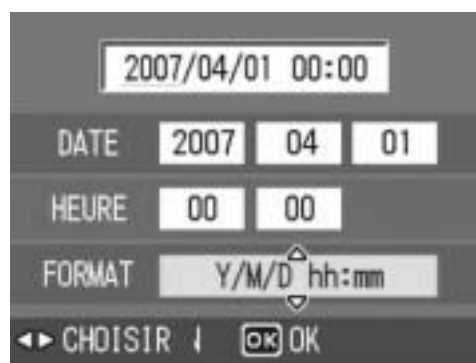 2007/04/01 00:00
DATE 2007 04 01
HEURE 00 00
FORMAT Y/M/D hh:mm
CHOISIR OK OK